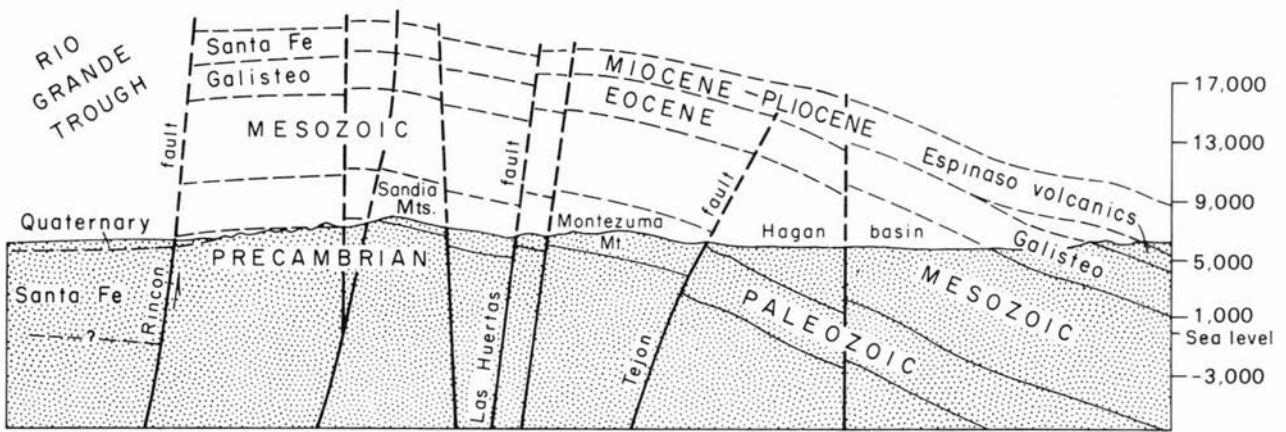 RIO
GRANDE
TROUGH
fault
Santa Fe
Galisteo
MESOZOIC
Sandia
Mts.
fault
MIOCENE-PLIOCENE
EOCENE
fault
Espinaso volcanics
17,000
13,000
9,000
5,000
1,000
Sea level
-3,000
Quaternary
PRECAMBRIAN
Montezuma
Mt
Hagan basin
Galisteo
MESOZOIC
PALEOZOIC
Santa Fe
?
Rincon
Las Huertas
Tejon